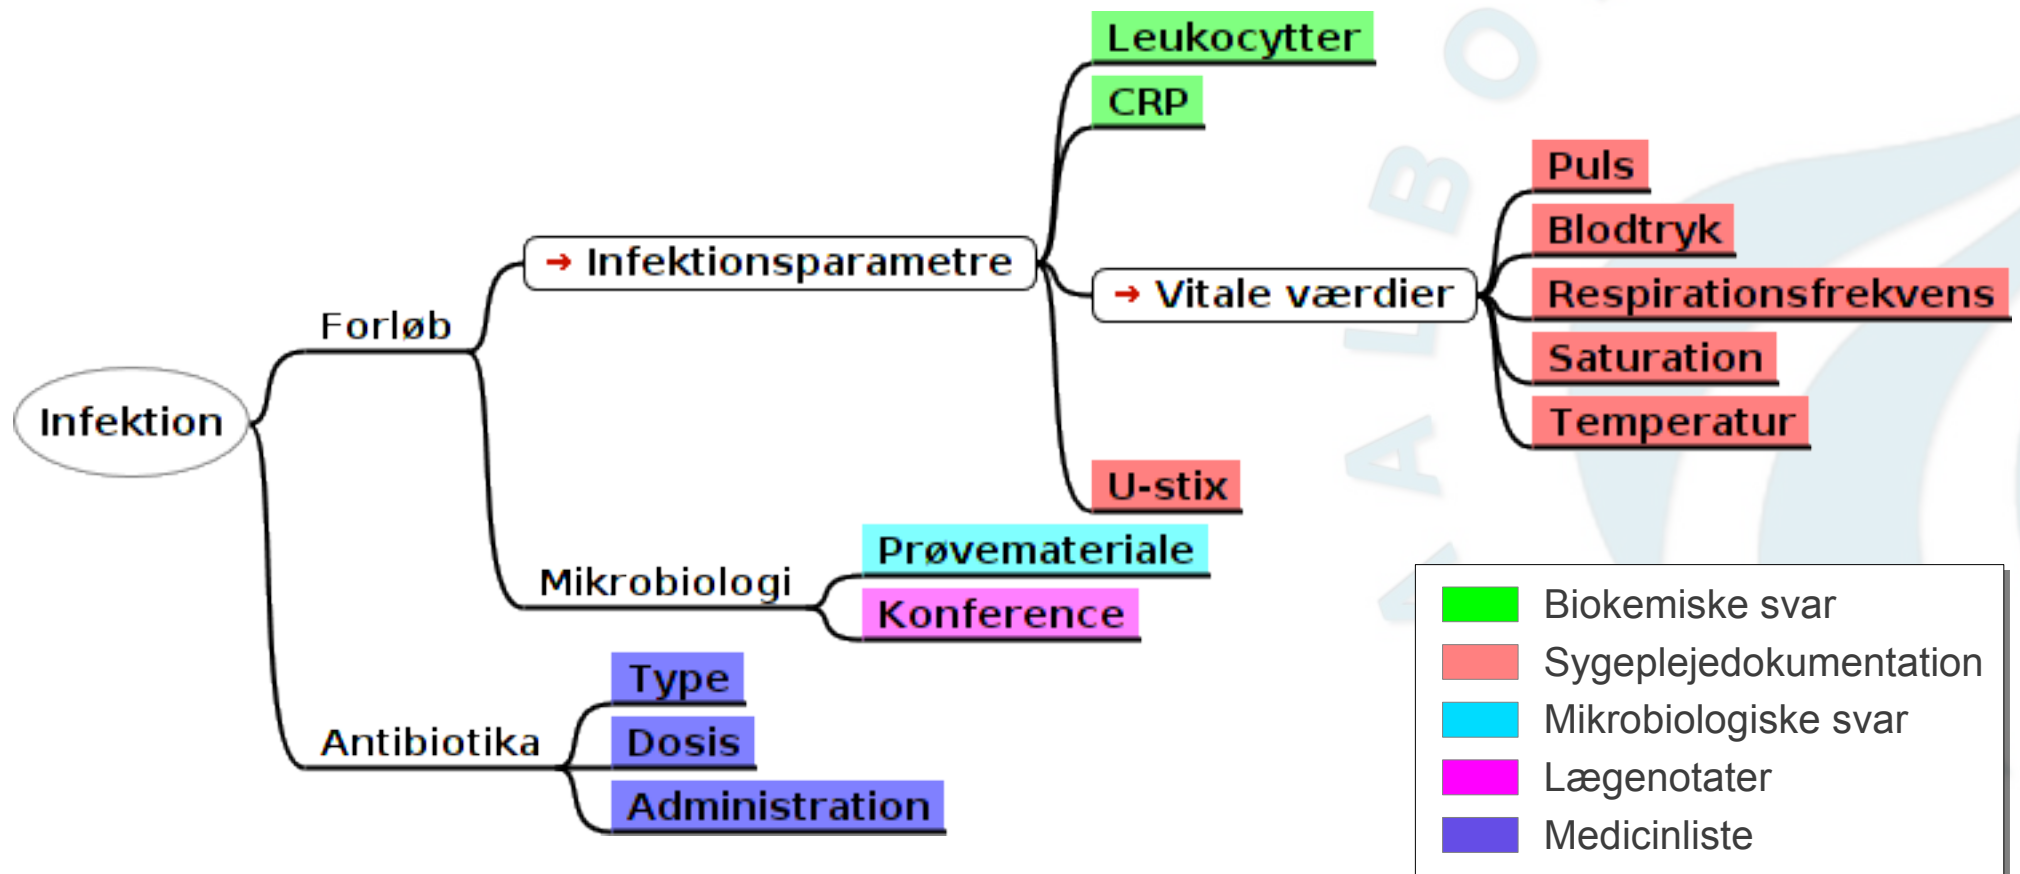 Leukocytter
CRP
Puls
Blodtryk
→ Infektionsparametre
→ Vitale værdier
Respirationsfrekvens
Forløb
Saturation
Infektion
Temperatur
U-stix
Prøvemateriale
Mikrobiologi
Konference
Type
Antibiotika
Dosis
Administration
Biokemiske svar
Sygeplejedokumentation
Mikrobiologiske svar
Lægenotater
Medicinliste
AALBO